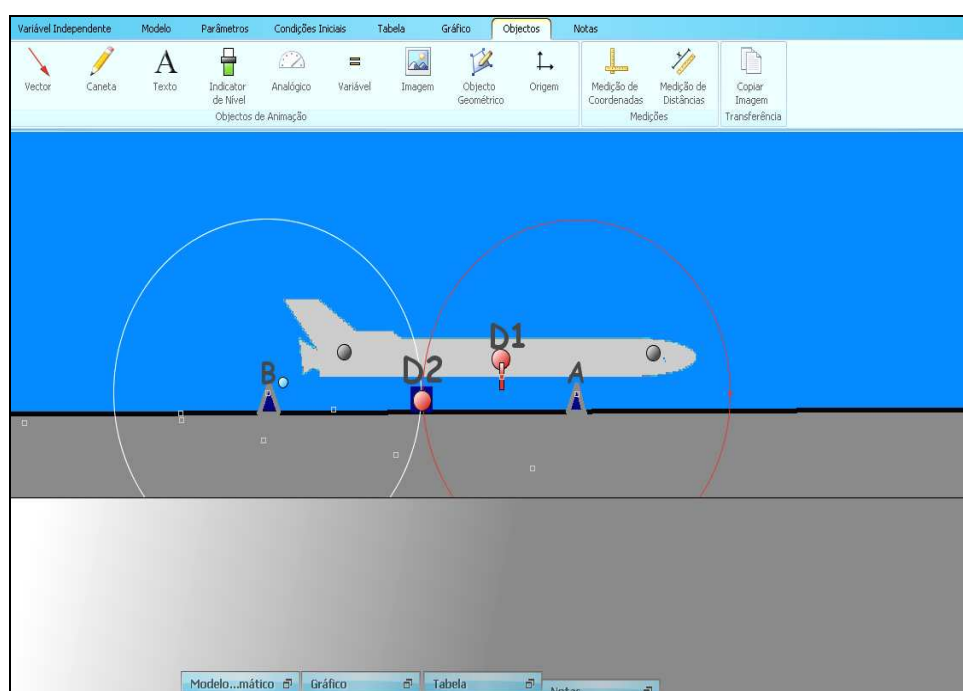 Variável Independente Modelo Parâmetros Condições Iniciais Tabela Gráfico Objectos Notas
Vector Caneta Texto Indicator de Nível Analógico Variável Imagem Objecto Geométrico Origem Medição de Coordenadas Medição de Distâncias Copiar Imagem
Objectos de Animação Medições Transferência
D1
B D2 A
Modelo...mático Gráfico Tabela Notas